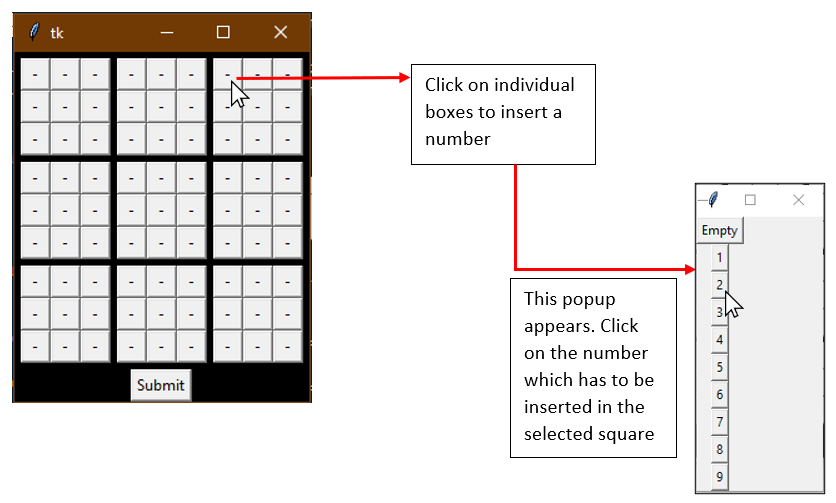 tk
- - - - - - - - -
- - - - - - - - -
- - - - - - - - -
- - - - - - - - -
- - - - - - - - -
- - - - - - - - -
- - - - - - - - -
- - - - - - - - -
- - - - - - - - -
Submit
Click on individual
boxes to insert a
number
This popup
appears. Click
on the number
which has to be
inserted in the
selected square
Empty
1
2
3
4
5
6
7
8
9